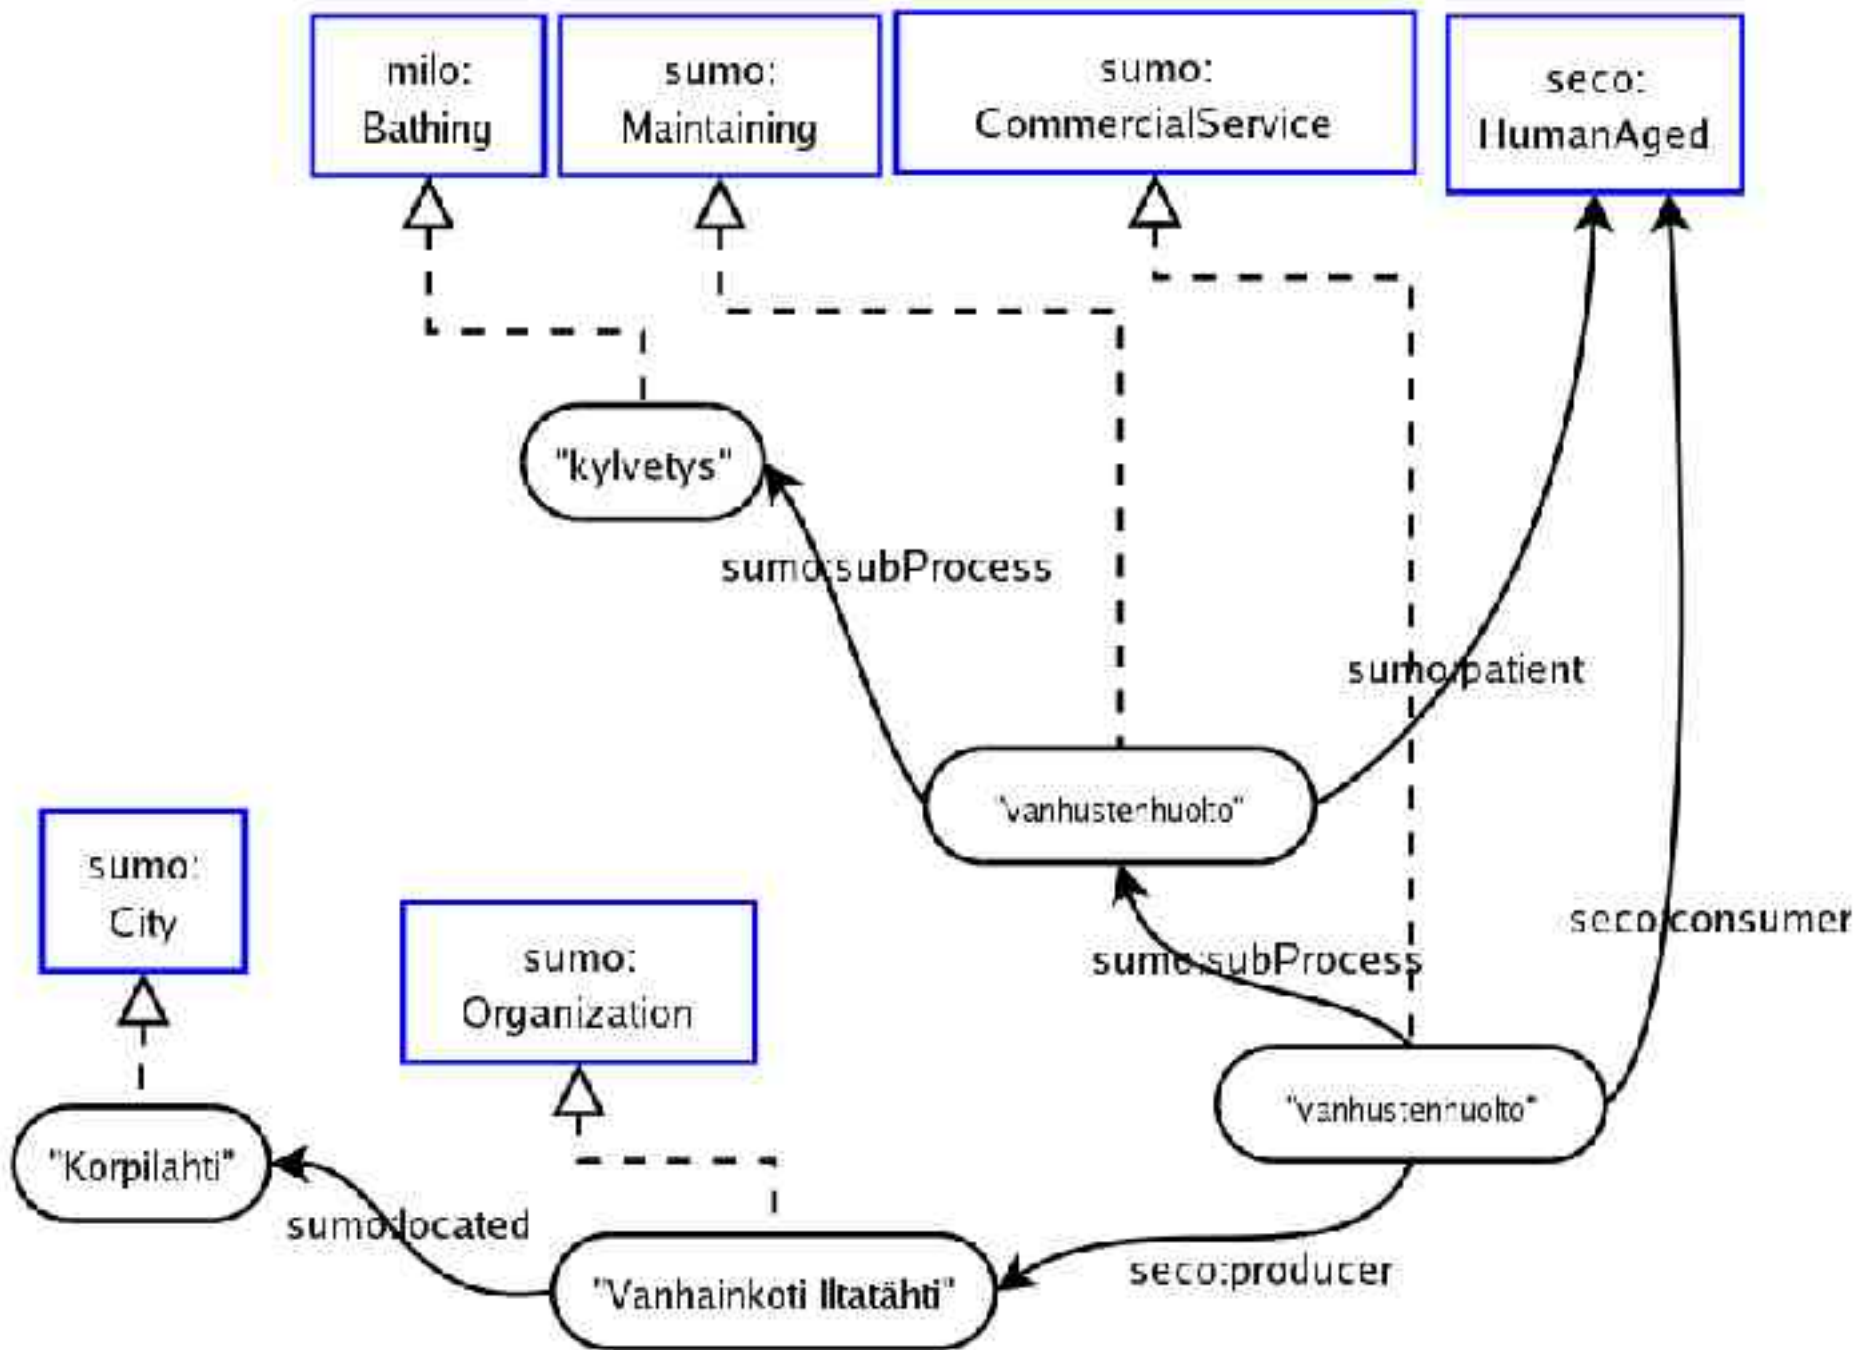 milo:
Bathing
sumo:
Maintaining
sumo:
CommercialService
seco:
HumanAged
"kylvetys"
sumo:subProcess
sumo:patient
"vanhustenhuolto"
sumo:
City
sumo:
Organization
seco:consumer
sumo:subProcess
"vanhustenhuolto"
"Korpilahti"
sumo:located
"Vanhainkoti Iltatähti"
seco:producer